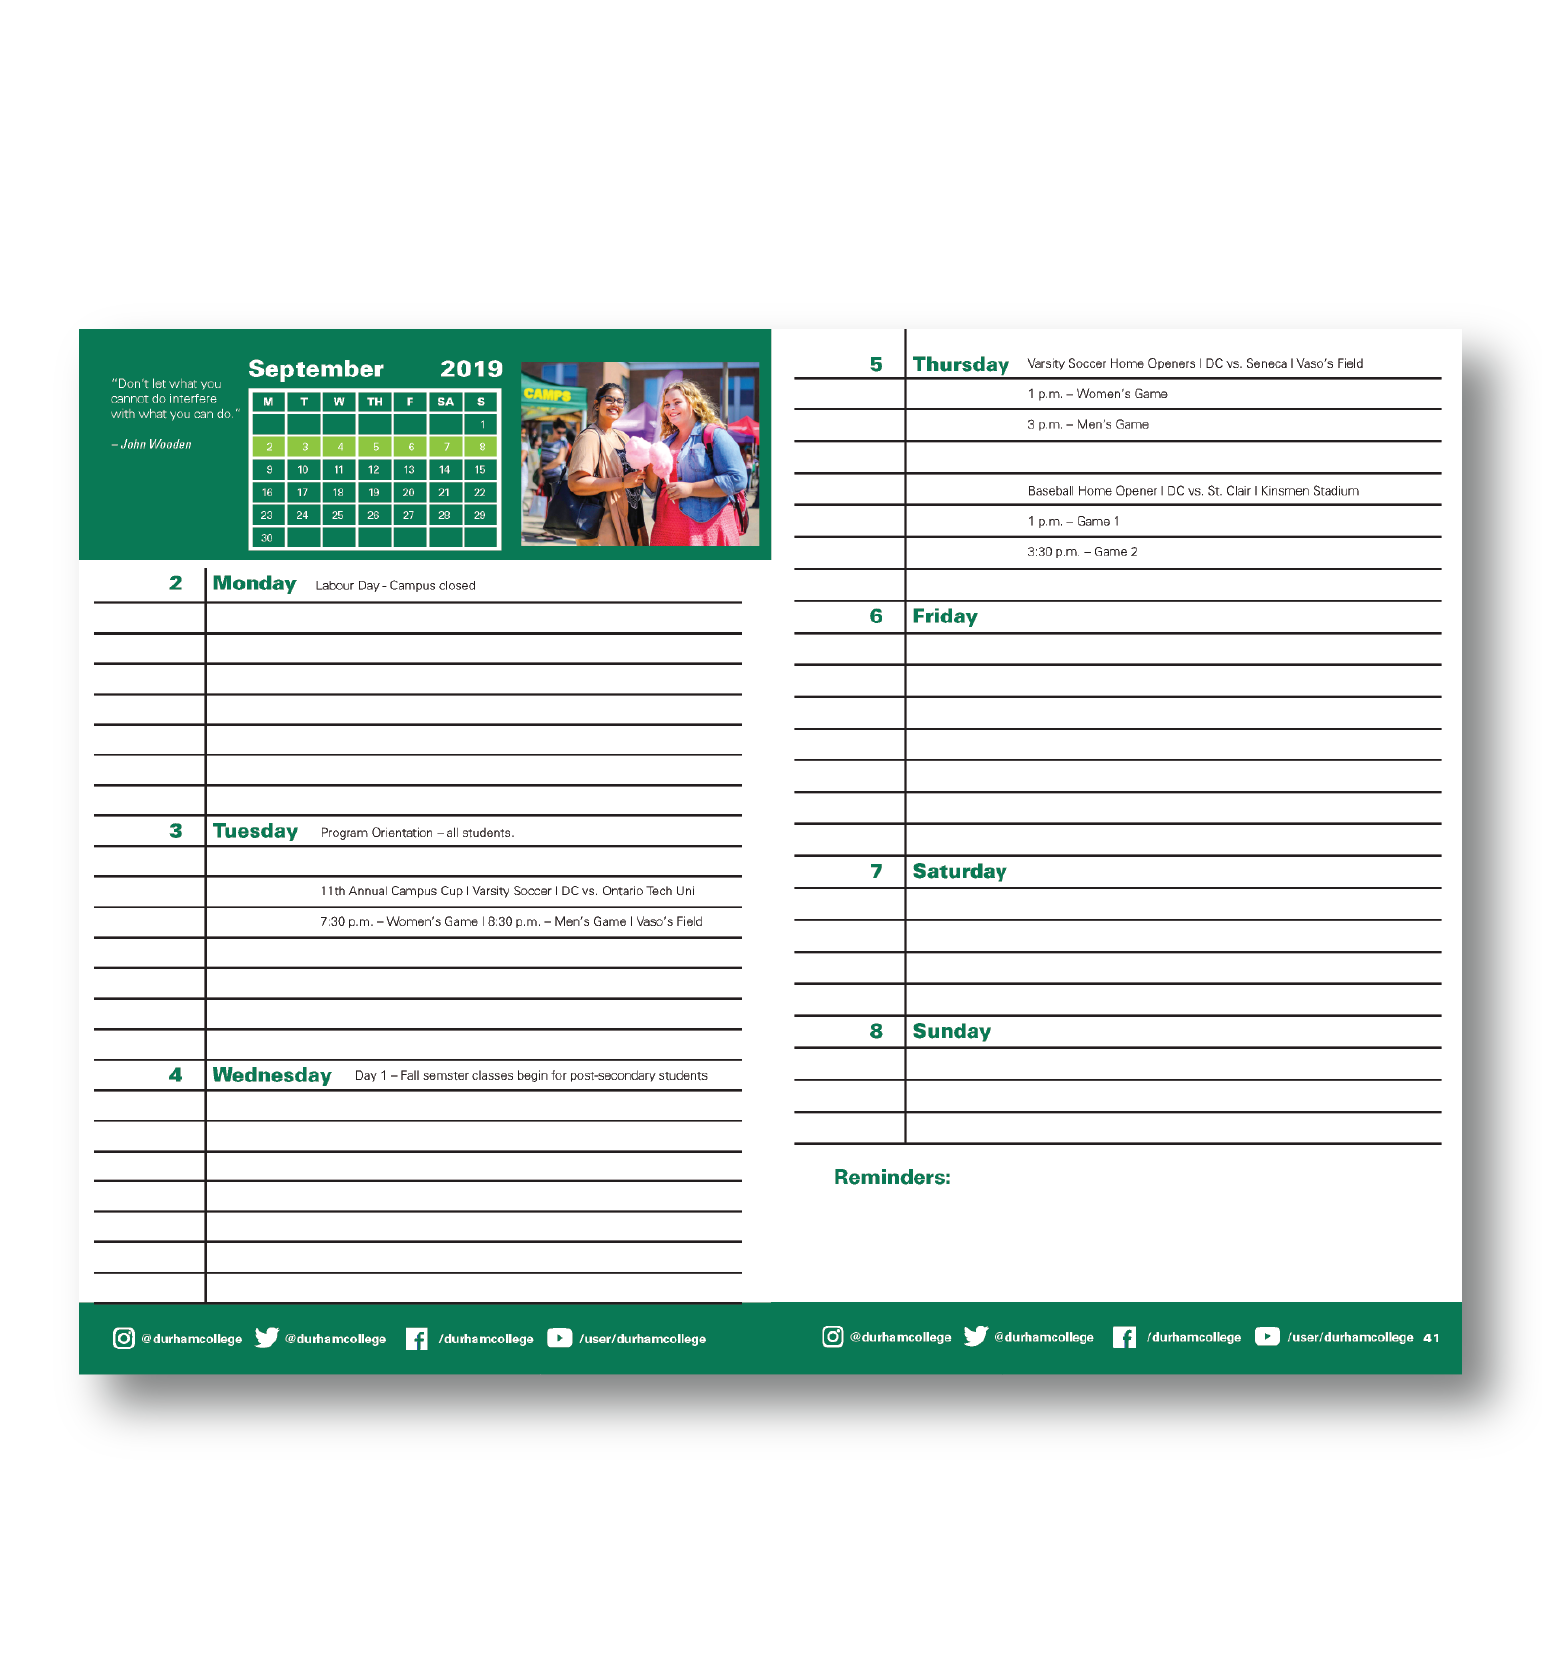 “Don’t let what you
cannot do interfere
with what you can do.”
– John Wooden
September 2019
M T W TH F SA S
1
2 3 4 5 6 7 8
9 10 11 12 13 14 15
16 17 18 19 20 21 22
23 24 25 26 27 28 29
30
CAMPS
2 Monday Labour Day - Campus closed
3 Tuesday Program Orientation – all students.
11th Annual Campus Cup I Varsity Soccer I DC vs. Ontario Tech Uni
7:30 p.m. – Women’s Game I 8:30 p.m. – Men’s Game I Vaso’s Field
4 Wednesday Day 1 – Fall semster classes begin for post-secondary students
@durhamcollege @durhamcollege /durhamcollege /user/durhamcollege
5 Thursday Varsity Soccer Home Openers I DC vs. Seneca I Vaso’s Field
1 p.m. – Women’s Game
3 p.m. – Men’s Game
Baseball Home Opener I DC vs. St. Clair I Kinsmen Stadium
1 p.m. – Game 1
3:30 p.m. – Game 2
6 Friday
7 Saturday
8 Sunday
Reminders:
@durhamcollege @durhamcollege /durhamcollege /user/durhamcollege 41